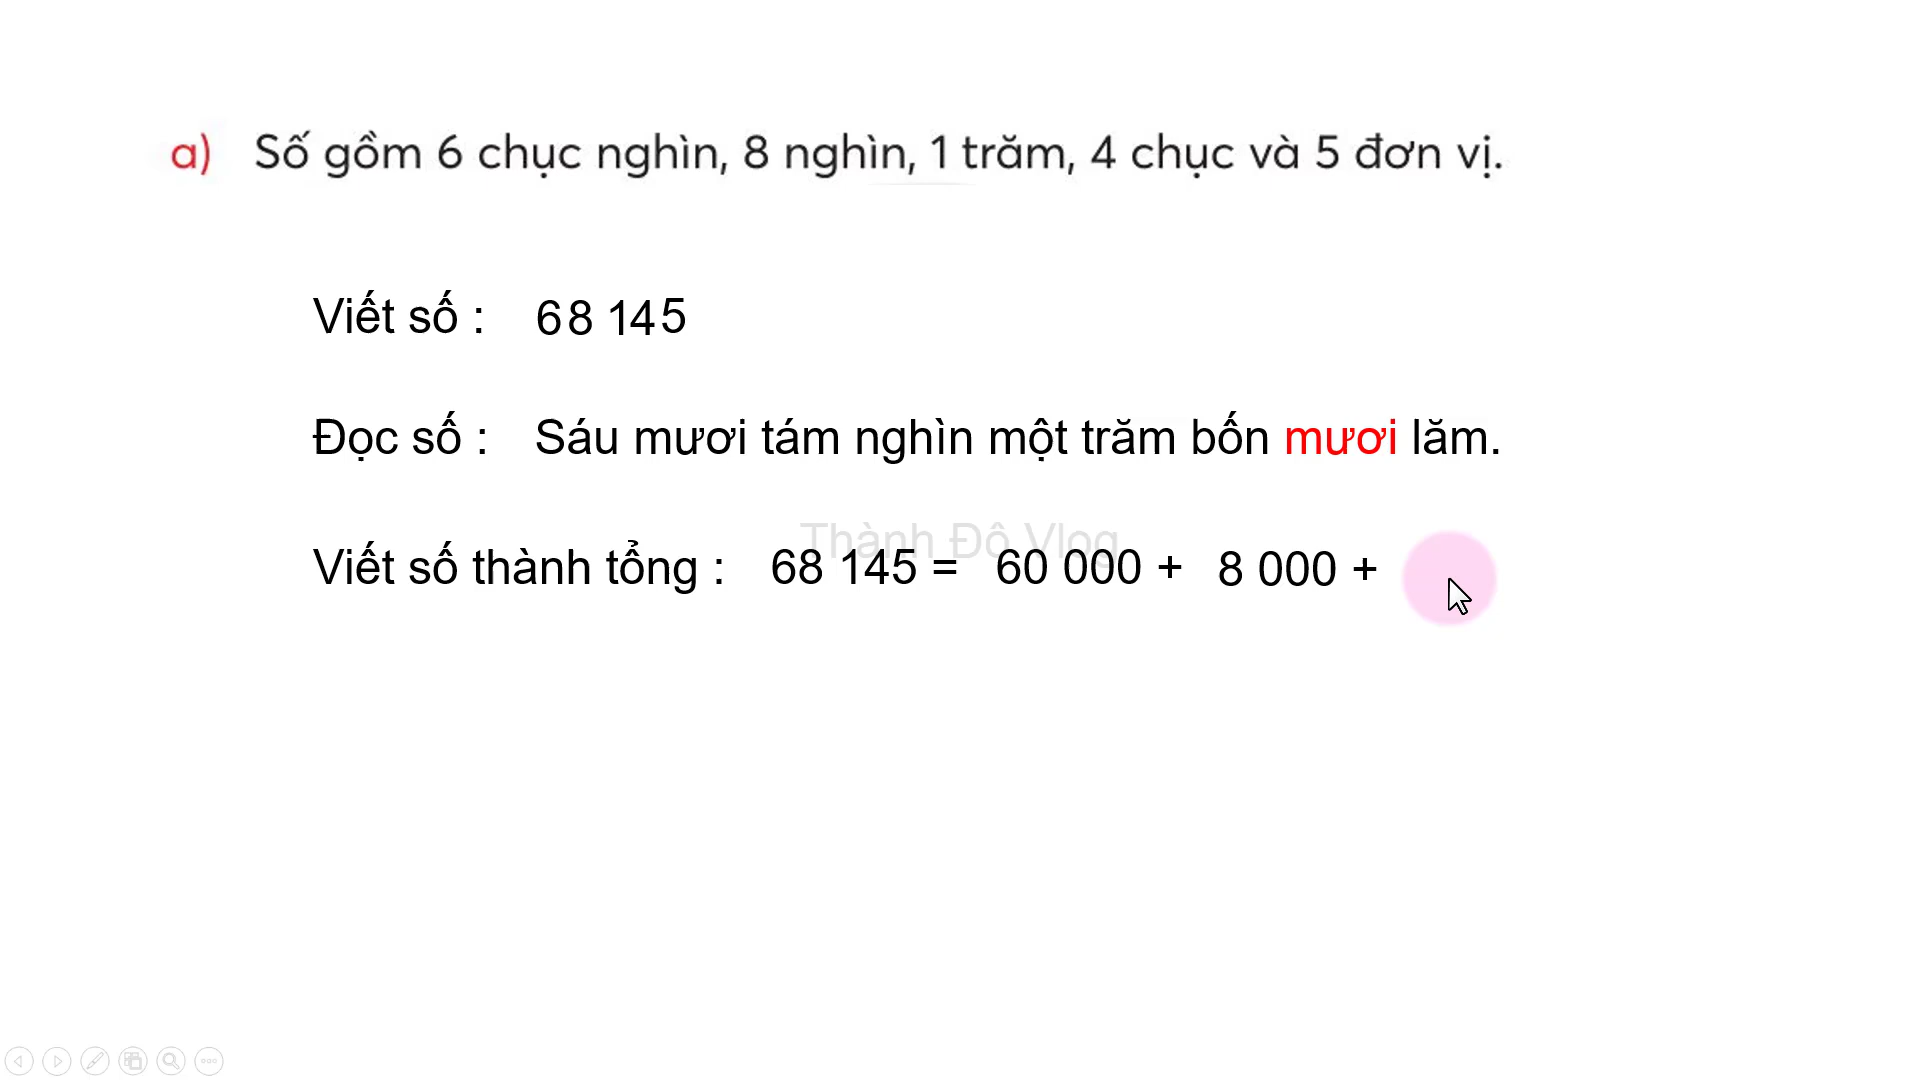 a) Số gồm 6 chục nghìn, 8 nghìn, 1 trăm, 4 chục và 5 đơn vị.
Viết số : 68 145
Đọc số : Sáu mươi tám nghìn một trăm bốn mươi lăm.
Thành Đô Vlog
Viết số thành tổng : 68 145 = 60 000 + 8 000 +